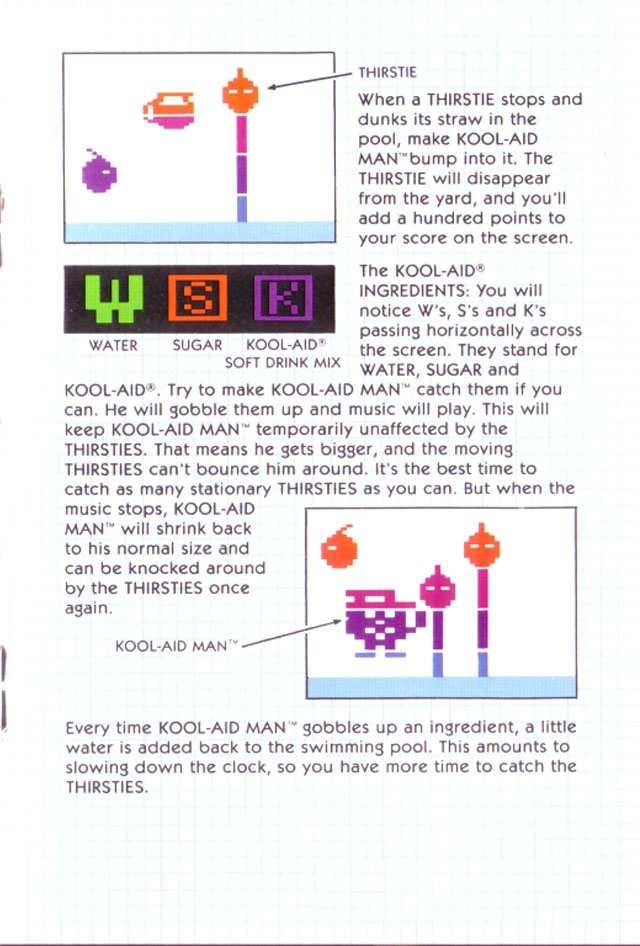 THIRSTIE
When a THIRSTIE stops and
dunks its straw in the
pool, make KOOL-AID
MAN™ bump into it. The
THIRSTIE will disappear
from the yard, and you'll
add a hundred points to
your score on the screen.
W S K
WATER SUGAR KOOL-AID®
SOFT DRINK MIX
The KOOL-AID®
INGREDIENTS: You will
notice W's, S's and K's
passing horizontally across
the screen. They stand for
WATER, SUGAR and
KOOL-AID®. Try to make KOOL-AID MAN™ catch them if you
can. He will gobble them up and music will play. This will
keep KOOL-AID MAN™ temporarily unaffected by the
THIRSTIES. That means he gets bigger, and the moving
THIRSTIES can't bounce him around. It's the best time to
catch as many stationary THIRSTIES as you can. But when the
music stops, KOOL-AID
MAN™ will shrink back
to his normal size and
can be knocked around
by the THIRSTIES once
again.
KOOL-AID MAN™
Every time KOOL-AID MAN™ gobbles up an ingredient, a little
water is added back to the swimming pool. This amounts to
slowing down the clock, so you have more time to catch the
THIRSTIES.